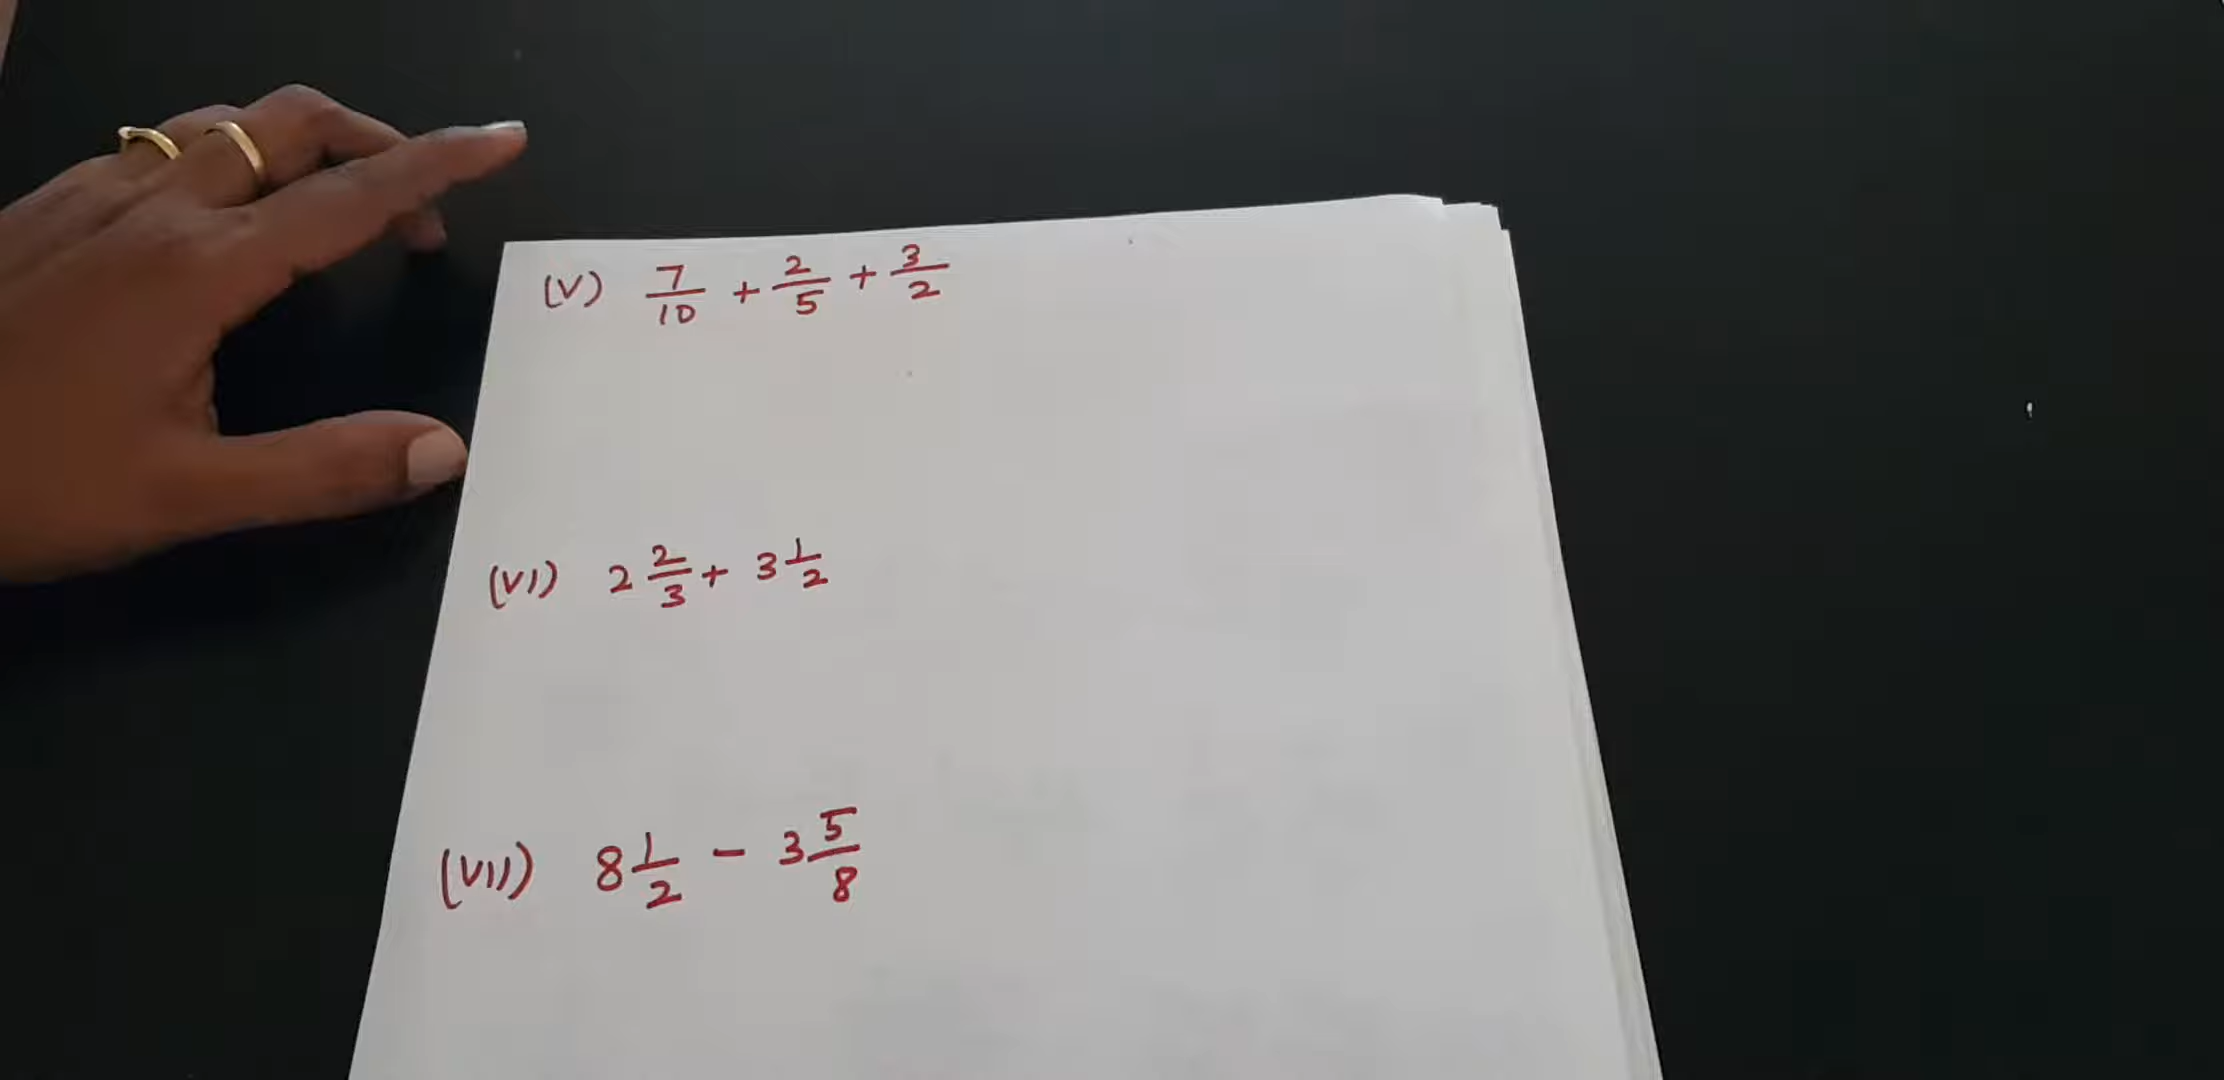 (V) 7/10 + 2/5 + 3/2
(VI) 2 2/3 + 3 1/2
(VII) 8 1/2 - 3 5/8